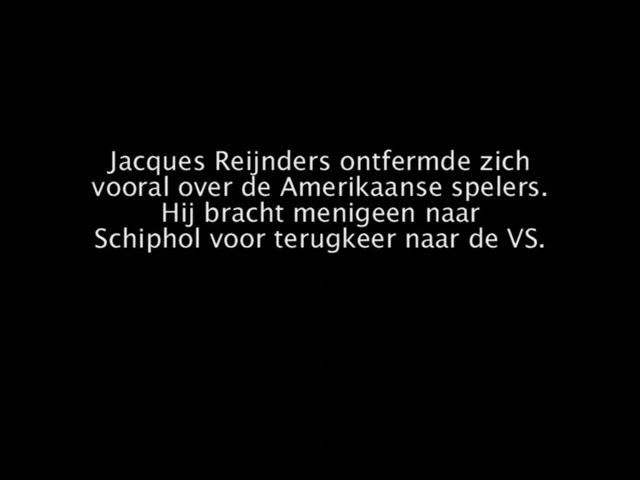 Jacques Reijnders ontfermde zich
vooral over de Amerikaanse spelers.
Hij bracht menigeen naar
Schiphol voor terugkeer naar de VS.